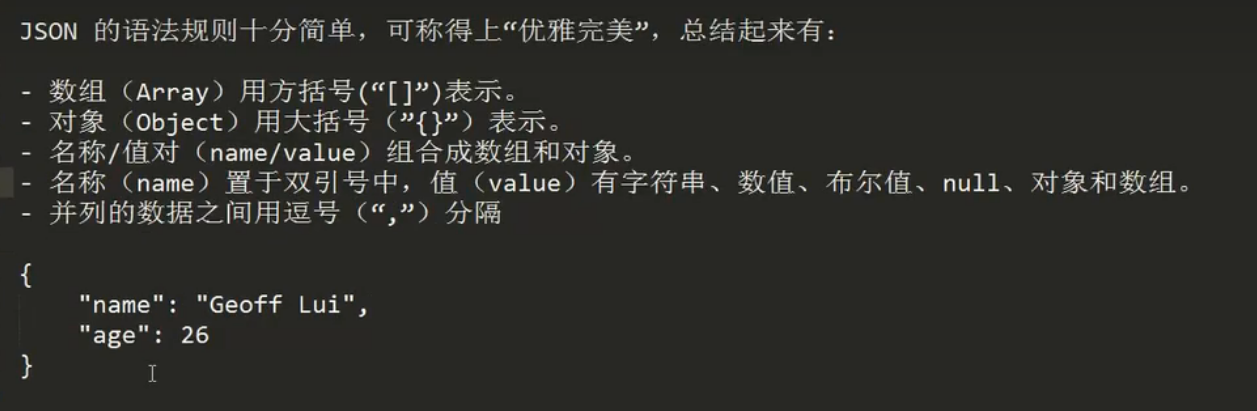 JSON 的语法规则十分简单，可称得上“优雅完美”，总结起来有：
- 数组（Array）用方括号(“[]”)表示。
- 对象（Object）用大括号（”{}”）表示。
- 名称/值对（name/value）组合成数组和对象。
- 名称（name）置于双引号中，值（value）有字符串、数值、布尔值、null、对象和数组。
- 并列的数据之间用逗号（“,”）分隔
{
"name": "Geoff Lui",
"age": 26
}